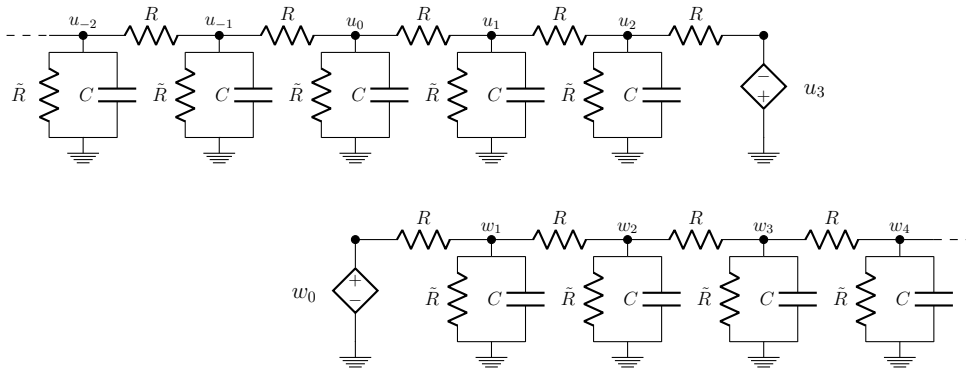 R R R R R
u₋₂ u₋₁ u₀ u₁ u₂
R̃ C R̃ C R̃ C R̃ C R̃ C − + u₃
R R R R
w₁ w₂ w₃ w₄
w₀ + − R̃ C R̃ C R̃ C R̃ C